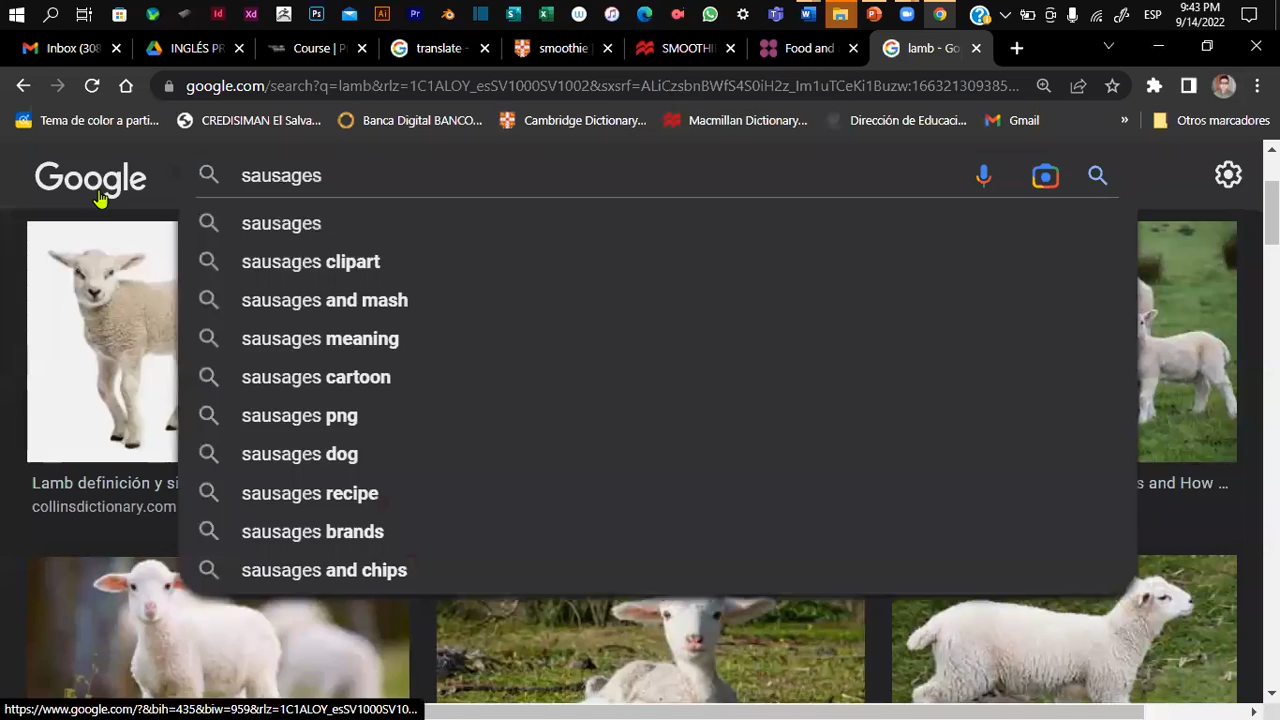 9:43 PM
ESP
9/14/2022
Inbox (308
INGLÉS PR
Course | P
translate -
smoothie |
SMOOTHI
Food and
lamb - Go
google.com/search?q=lamb&rlz=1C1ALOY_esSV1000SV1002&sxsrf=ALiCzsbnBWfS4S0iH2z_Im1uTCeKi1Buzw:166321309385...
Tema de color a parti...
CREDISIMAN El Salva...
Banca Digital BANCO...
Cambridge Dictionary...
Macmillan Dictionary...
Dirección de Educaci...
Gmail
»
Otros marcadores
Google
sausages
sausages
sausages clipart
sausages and mash
sausages meaning
sausages cartoon
sausages png
sausages dog
sausages recipe
sausages brands
sausages and chips
Lamb definición y si
collinsdictionary.com
s and How ...
https://www.google.com/?&bih=435&biw=959&rlz=1C1ALOY_esSV1000SV10...